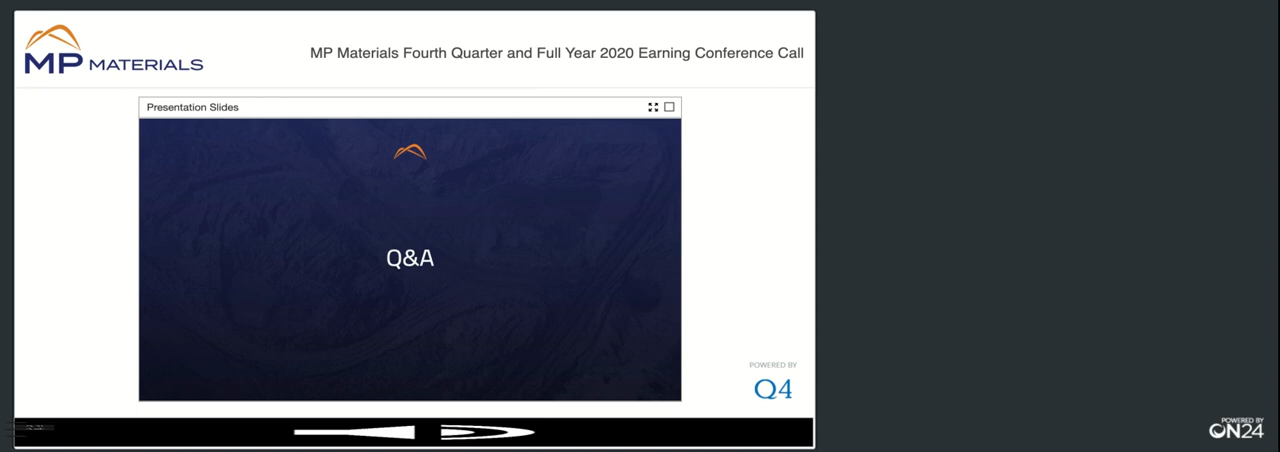 MP MATERIALS
MP Materials Fourth Quarter and Full Year 2020 Earning Conference Call
Presentation Slides
Q&A
POWERED BY
Q4
POWERED BY
ON24